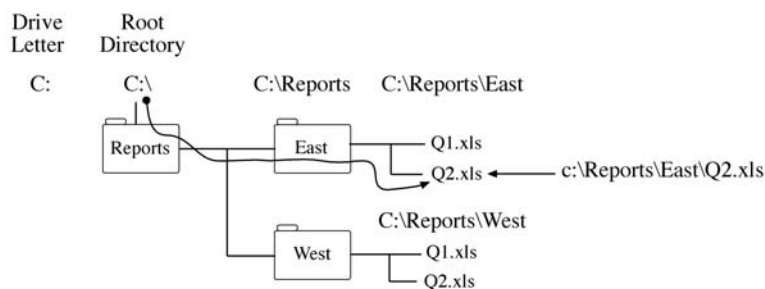 Drive
Letter
Root
Directory
C:
C:\
C:\Reports
C:\Reports\East
Reports
East
Q1.xls
Q2.xls
c:\Reports\East\Q2.xls
C:\Reports\West
West
Q1.xls
Q2.xls